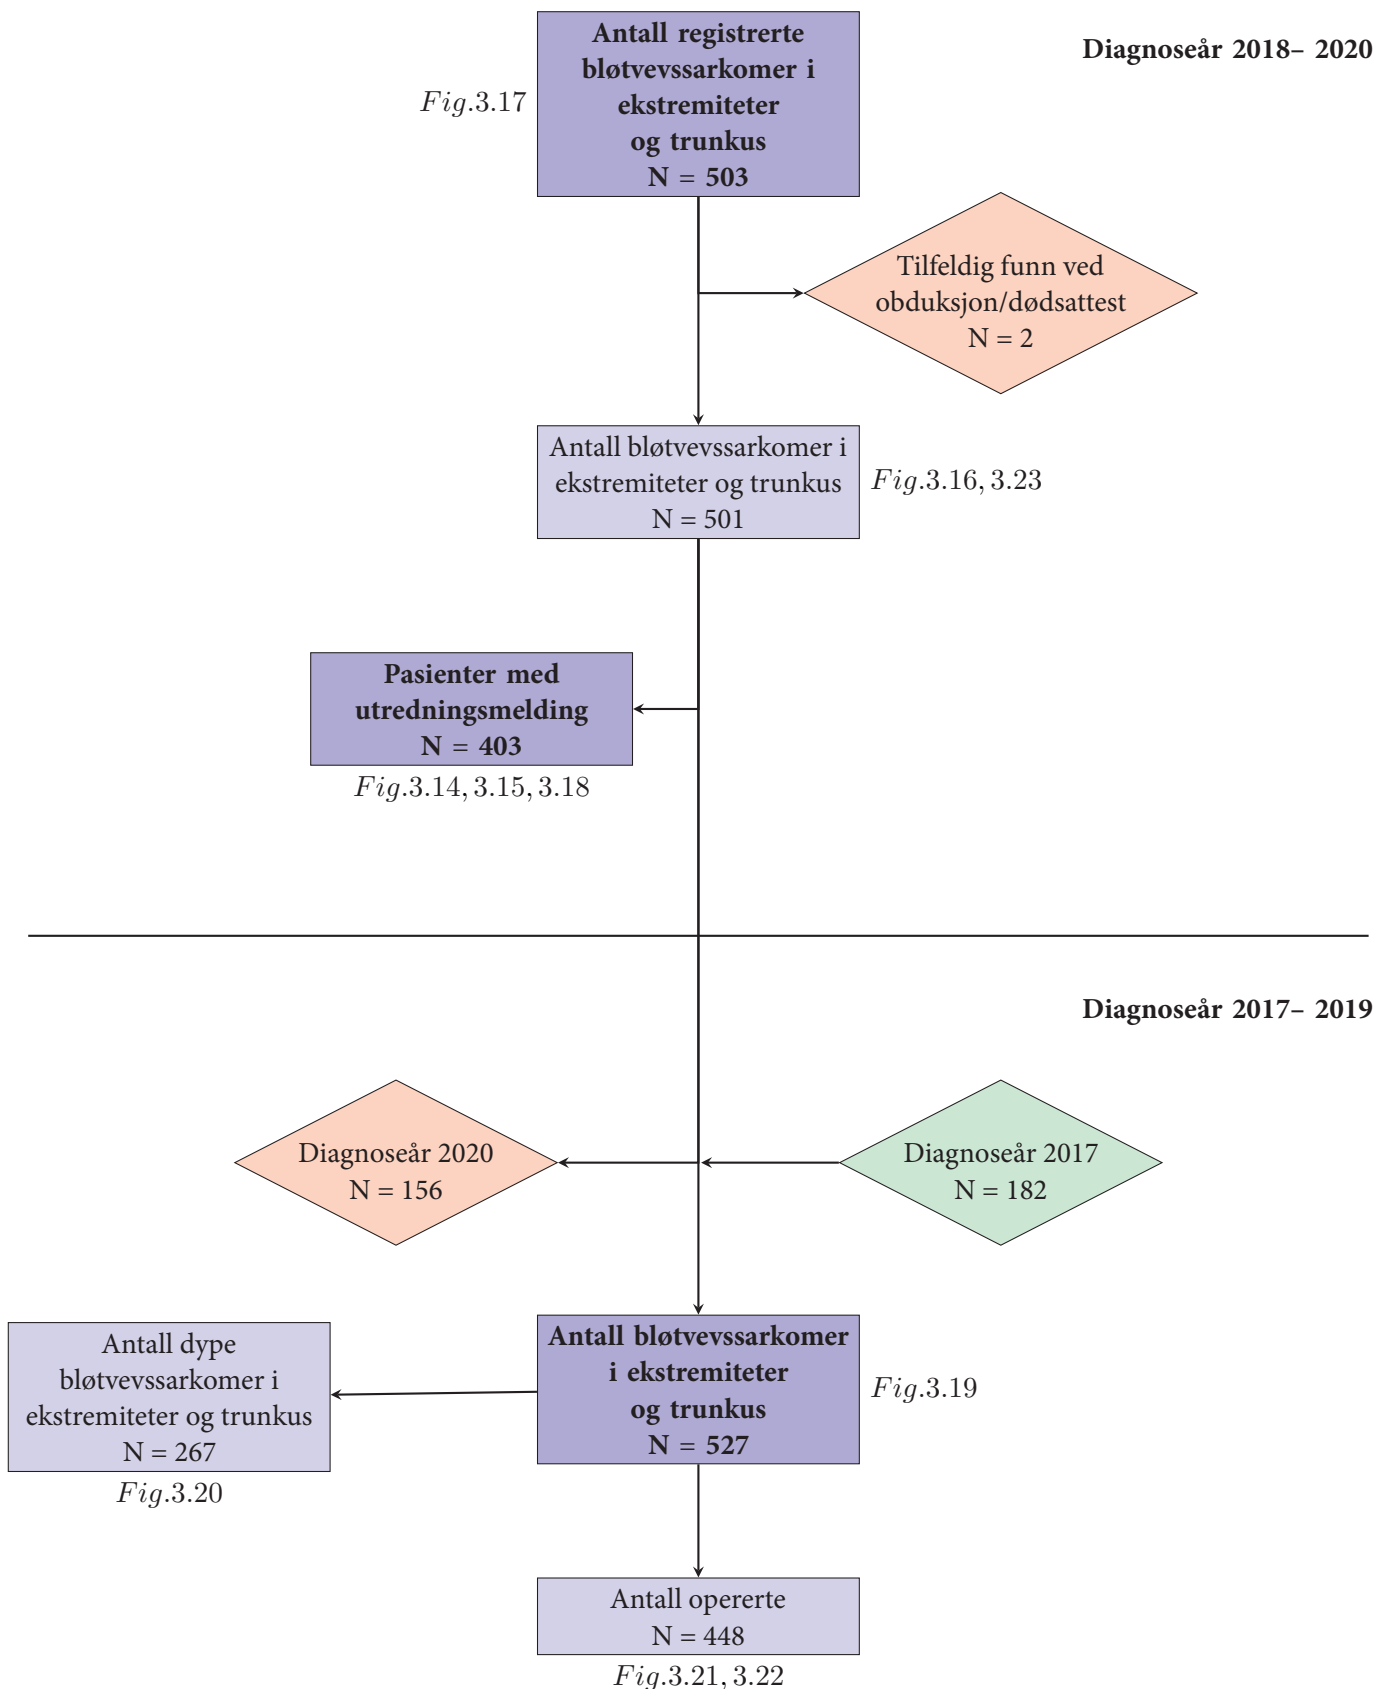 Antall registrerte
bløtvevssarkomer i
ekstremiteter
og trunkus
N = 503
Diagnoseår 2018– 2020
Fig.3.17
Tilfeldig funn ved
obduksjon/dødsattest
N = 2
Antall bløtvevssarkomer i
ekstremiteter og trunkus
N = 501
Fig.3.16, 3.23
Pasienter med
utredningsmelding
N = 403
Fig.3.14, 3.15, 3.18
Diagnoseår 2017– 2019
Diagnoseår 2020
N = 156
Diagnoseår 2017
N = 182
Antall dype
bløtvevssarkomer i
ekstremiteter og trunkus
N = 267
Fig.3.20
Antall bløtvevssarkomer
i ekstremiteter
og trunkus
N = 527
Fig.3.19
Antall opererte
N = 448
Fig.3.21, 3.22